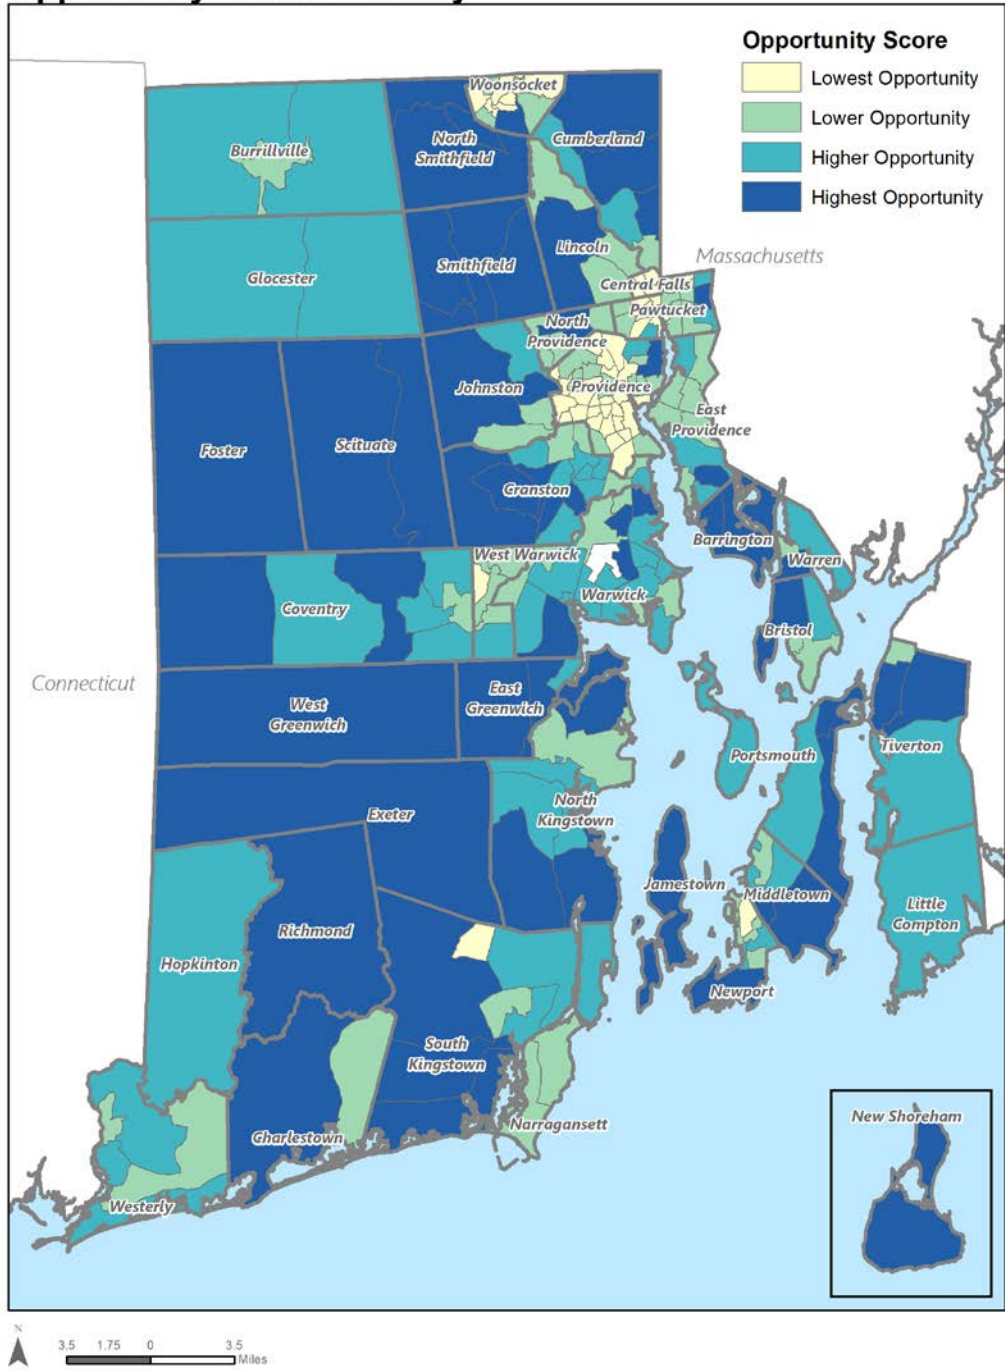 Opportunity Score
Lowest Opportunity
Lower Opportunity
Higher Opportunity
Highest Opportunity
Woonsocket
North
Smithfield
Cumberland
Burrillville
Massachusetts
Lincoln
Smithfield
Glocester
Central Falls
Pawtucket
North
Providence
Johnston
Providence
East
Providence
Foster
Scituate
Cranston
Barrington
West Warwick
Warren
Warwick
Coventry
Bristol
Connecticut
West
Greenwich
East
Greenwich
Portsmouth
Tiverton
Exeter
North
Kingstown
Jamestown
Middletown
Little
Compton
Richmond
Hopkinton
Newport
South
Kingstown
Narragansett
Charlestown
Westerly
New Shoreham
N
3.5 1.75 0 3.5
Miles